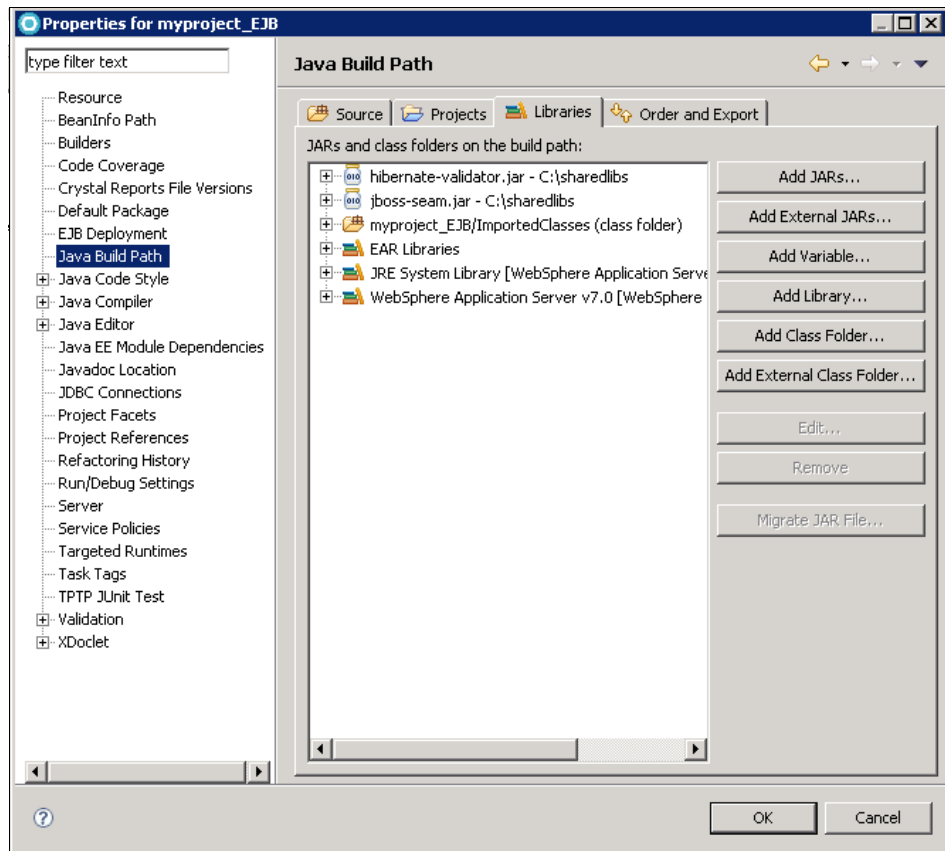 Properties for myproject_EJB
type filter text
Resource
BeanInfo Path
Builders
Code Coverage
Crystal Reports File Versions
Default Package
EJB Deployment
Java Build Path
Java Code Style
Java Compiler
Java Editor
Java EE Module Dependencies
Javadoc Location
JDBC Connections
Project Facets
Project References
Refactoring History
Run/Debug Settings
Server
Service Policies
Targeted Runtimes
Task Tags
TPTP JUnit Test
Validation
XDoclet
Java Build Path
Source Projects Libraries Order and Export
JARs and class folders on the build path:
010 hibernate-validator.jar - C:\sharedlibs
010 jboss-seam.jar - C:\sharedlibs
myproject_EJB/ImportedClasses (class folder)
EAR Libraries
JRE System Library [WebSphere Application Serve
WebSphere Application Server v7.0 [WebSphere
Add JARs...
Add External JARs...
Add Variable...
Add Library...
Add Class Folder...
Add External Class Folder...
Edit...
Remove
Migrate JAR File...
?
OK Cancel